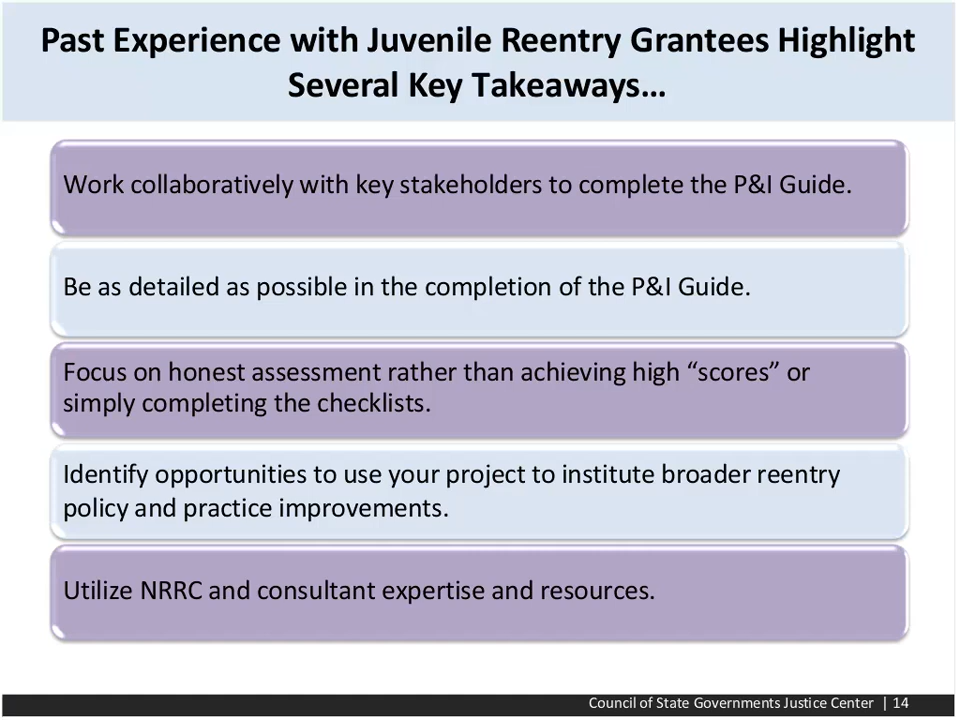 Past Experience with Juvenile Reentry Grantees Highlight
Several Key Takeaways…
Work collaboratively with key stakeholders to complete the P&I Guide.
Be as detailed as possible in the completion of the P&I Guide.
Focus on honest assessment rather than achieving high “scores” or
simply completing the checklists.
Identify opportunities to use your project to institute broader reentry
policy and practice improvements.
Utilize NRRC and consultant expertise and resources.
Council of State Governments Justice Center | 14